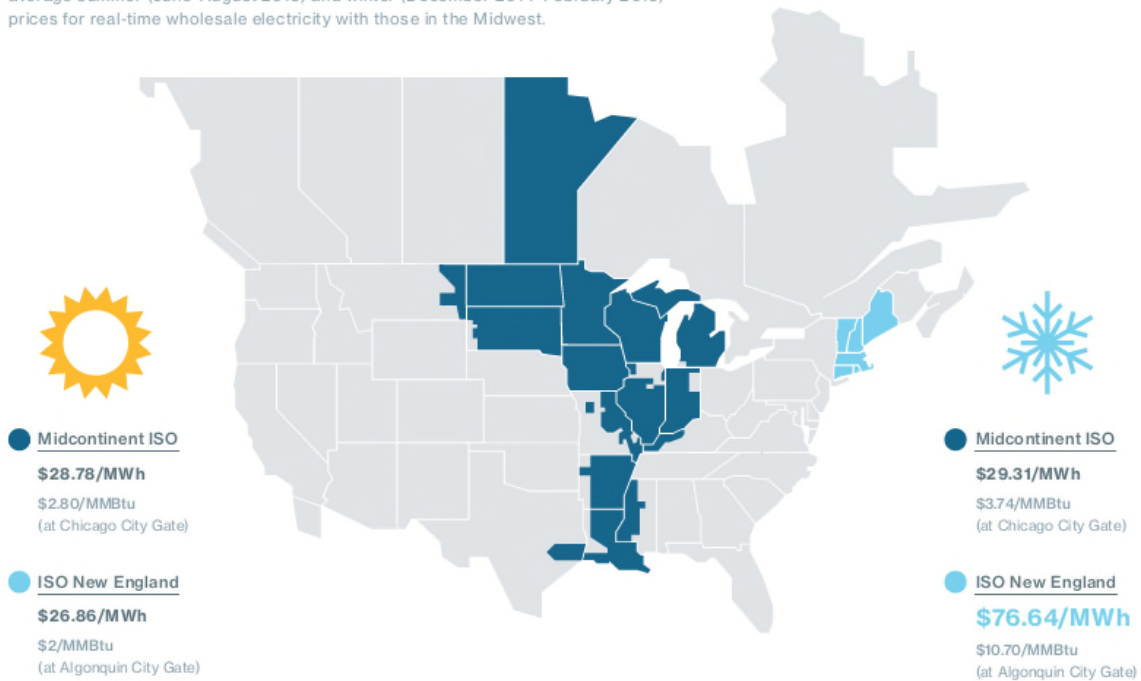 prices for real-time wholesale electricity with those in the Midwest.
Midcontinent ISO
$28.78/MWh
$2.80/MMBtu
(at Chicago City Gate)
ISO New England
$26.86/MWh
$2/MMBtu
(at Algonquin City Gate)
Midcontinent ISO
$29.31/MWh
$3.74/MMBtu
(at Chicago City Gate)
ISO New England
$76.64/MWh
$10.70/MMBtu
(at Algonquin City Gate)